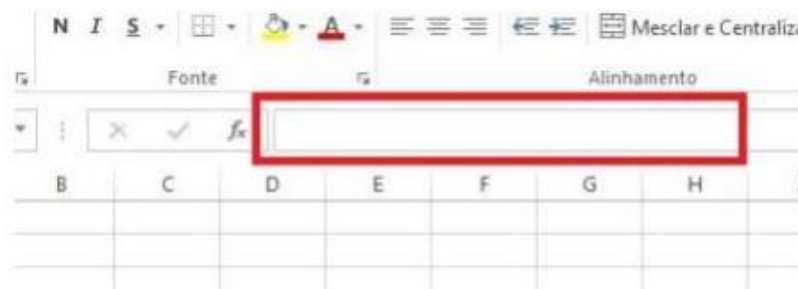 N I S A Mesclar e Centraliza
Fonte Alinhamento
fx
B C D E F G H